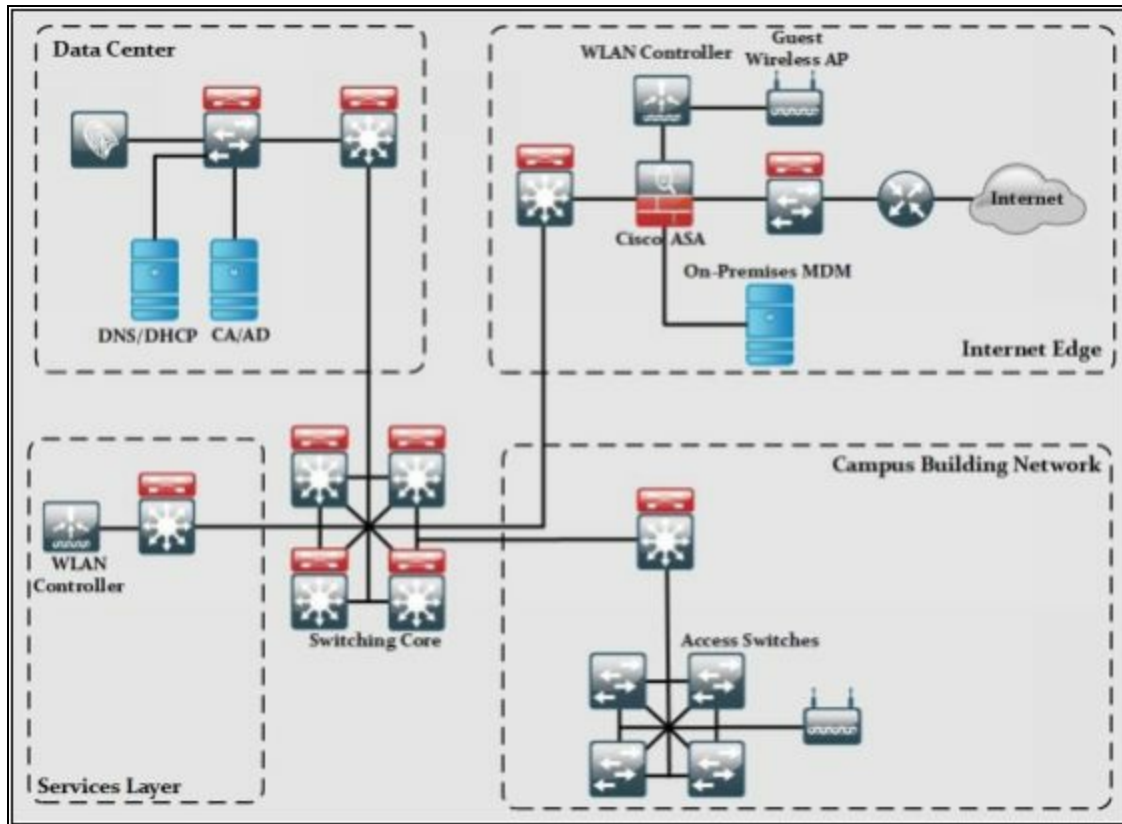 Data Center
DNS/DHCP
CA/AD
WLAN Controller
Guest
Wireless AP
Cisco ASA
Internet
On-Premises MDM
Internet Edge
WLAN
Controller
Services Layer
Switching Core
Campus Building Network
Access Switches